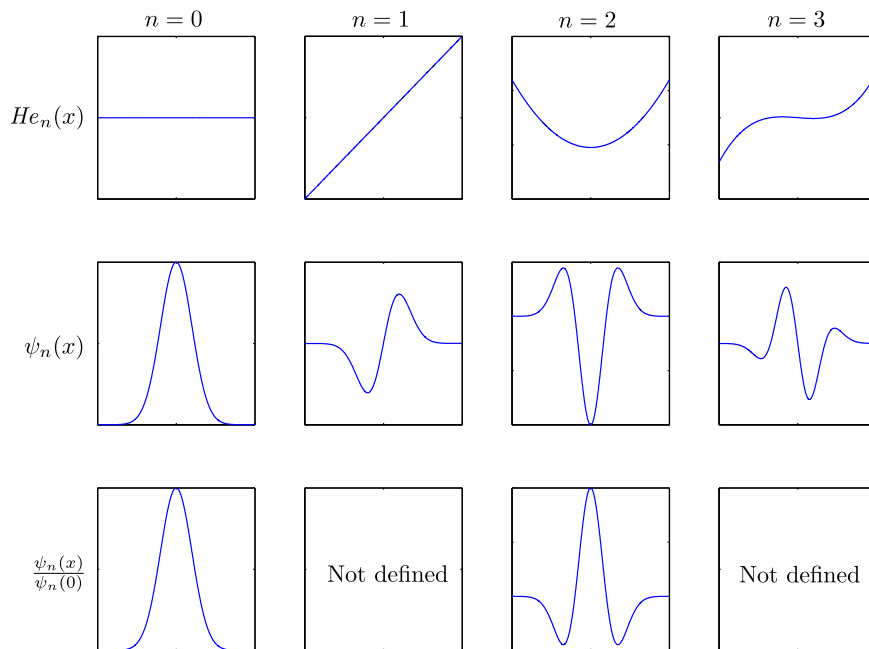 n = 0 n = 1 n = 2 n = 3
He_n(x)
ψ_n(x)
ψ_n(x)/ψ_n(0) Not defined Not defined